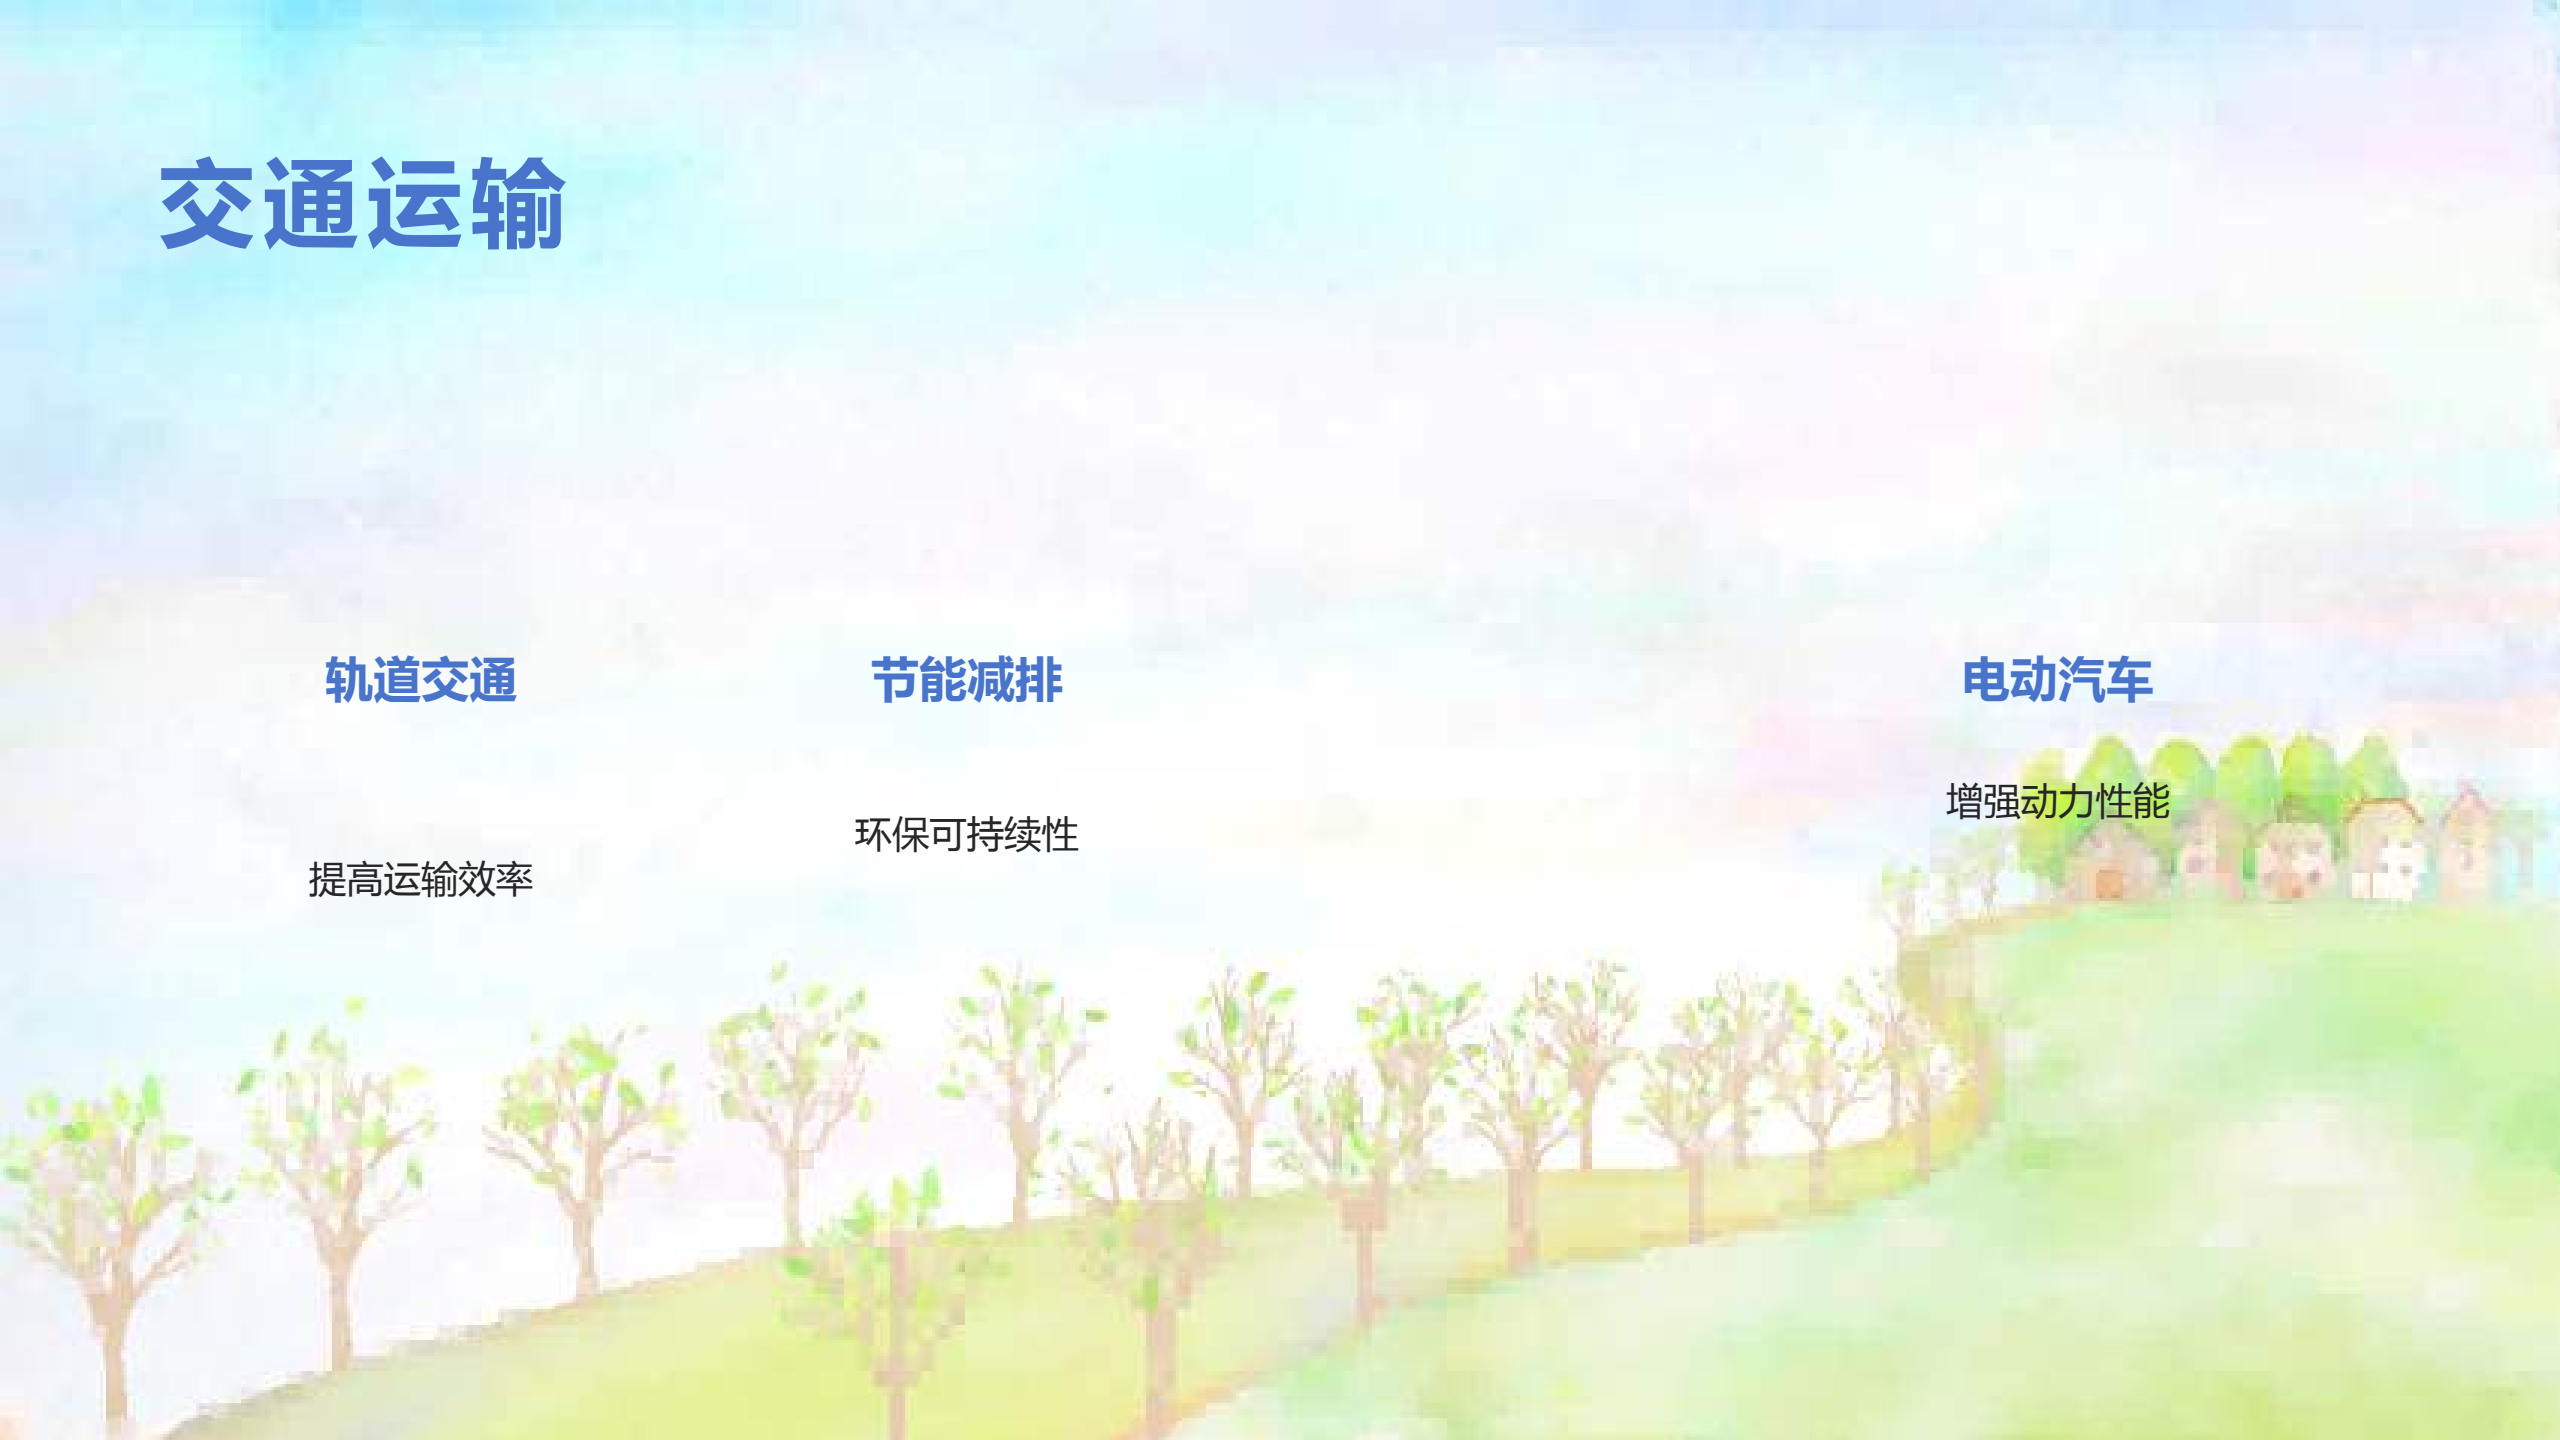 交通运输
轨道交通
节能减排
电动汽车
提高运输效率
环保可持续性
增强动力性能